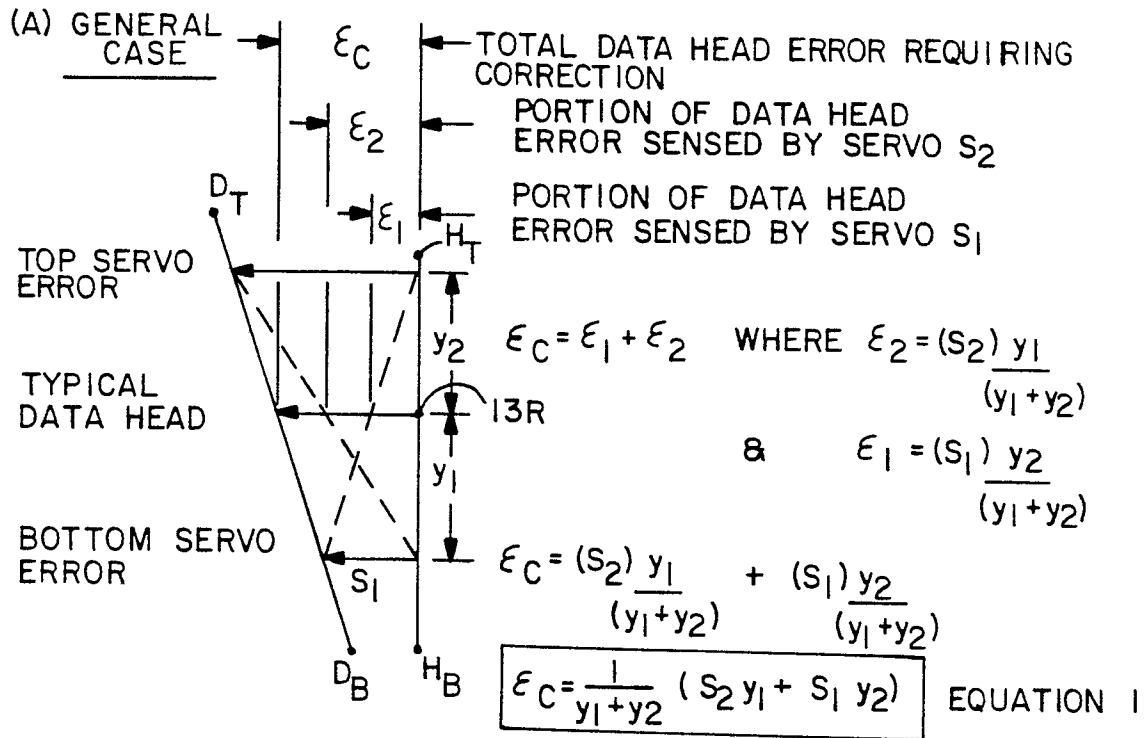 (A) GENERAL CASE
ε_C
TOTAL DATA HEAD ERROR REQUIRING
CORRECTION
ε_2
PORTION OF DATA HEAD
ERROR SENSED BY SERVO S_2
D_T
ε_1
PORTION OF DATA HEAD
ERROR SENSED BY SERVO S_1
H_T
TOP SERVO
ERROR
y_2
ε_C = ε_1 + ε_2 WHERE ε_2 = (S_2) y_1/(y_1+y_2)
TYPICAL
DATA HEAD
13R
& ε_1 = (S_1) y_2/(y_1+y_2)
y_1
BOTTOM SERVO
ERROR
S_1
ε_C = (S_2) y_1/(y_1+y_2) + (S_1) y_2/(y_1+y_2)
D_B
H_B
ε_C = 1/(y_1+y_2) (S_2 y_1 + S_1 y_2) EQUATION 1